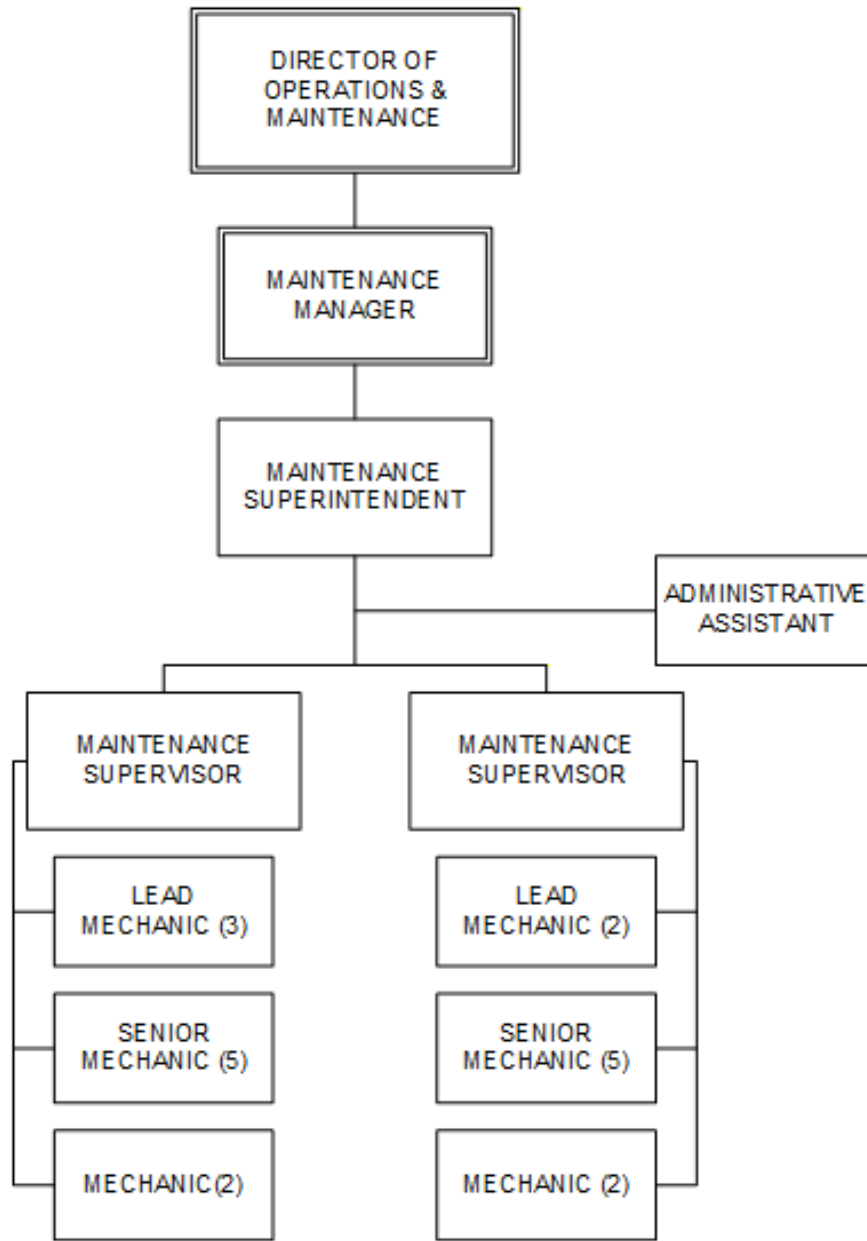 DIRECTOR OF
OPERATIONS &
MAINTENANCE
MAINTENANCE
MANAGER
MAINTENANCE
SUPERINTENDENT
ADMINISTRATIVE
ASSISTANT
MAINTENANCE
SUPERVISOR
MAINTENANCE
SUPERVISOR
LEAD
MECHANIC (3)
LEAD
MECHANIC (2)
SENIOR
MECHANIC (5)
SENIOR
MECHANIC (5)
MECHANIC(2)
MECHANIC (2)